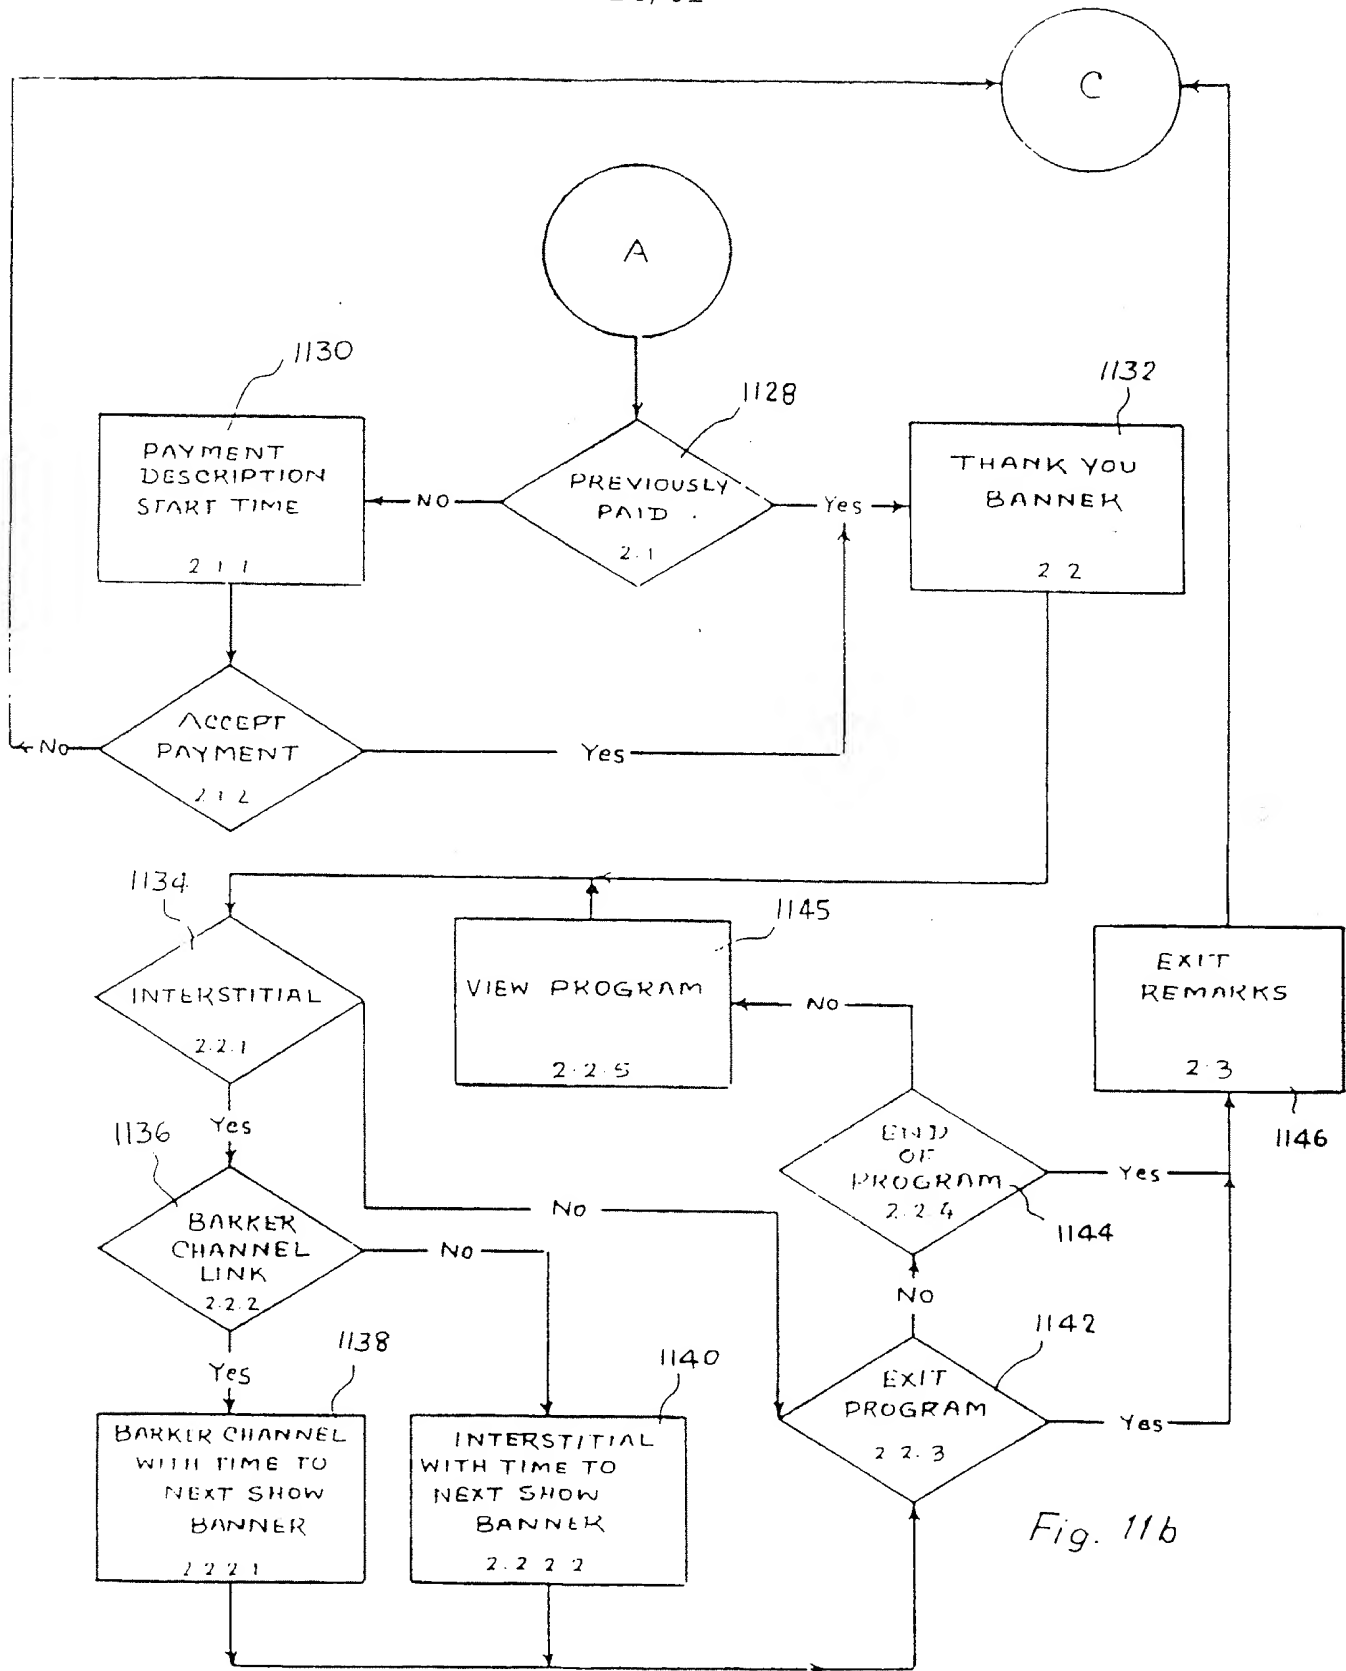 C
A
1130
1128
1132
PAYMENT
DESCRIPTION
START TIME
2 1 1
NO
PREVIOUSLY
PAID
2.1
Yes
THANK YOU
BANNER
2 2
ACCEPT
PAYMENT
2 1 2
No
Yes
1134
INTERSTITIAL
2.2.1
1145
VIEW PROGRAM
2.2.5
NO
EXIT
REMARKS
2.3
1146
Yes
No
1136
BARKER
CHANNEL
LINK
2.2.2
No
END
OF
PROGRAM
2.2.4
1144
Yes
No
Yes
1138
BARKER CHANNEL
WITH TIME TO
NEXT SHOW
BANNER
2 2 2 1
1140
INTERSTITIAL
WITH TIME TO
NEXT SHOW
BANNER
2.2 2 2
1142
EXIT
PROGRAM
2 2.3
Yes
Fig. 11b